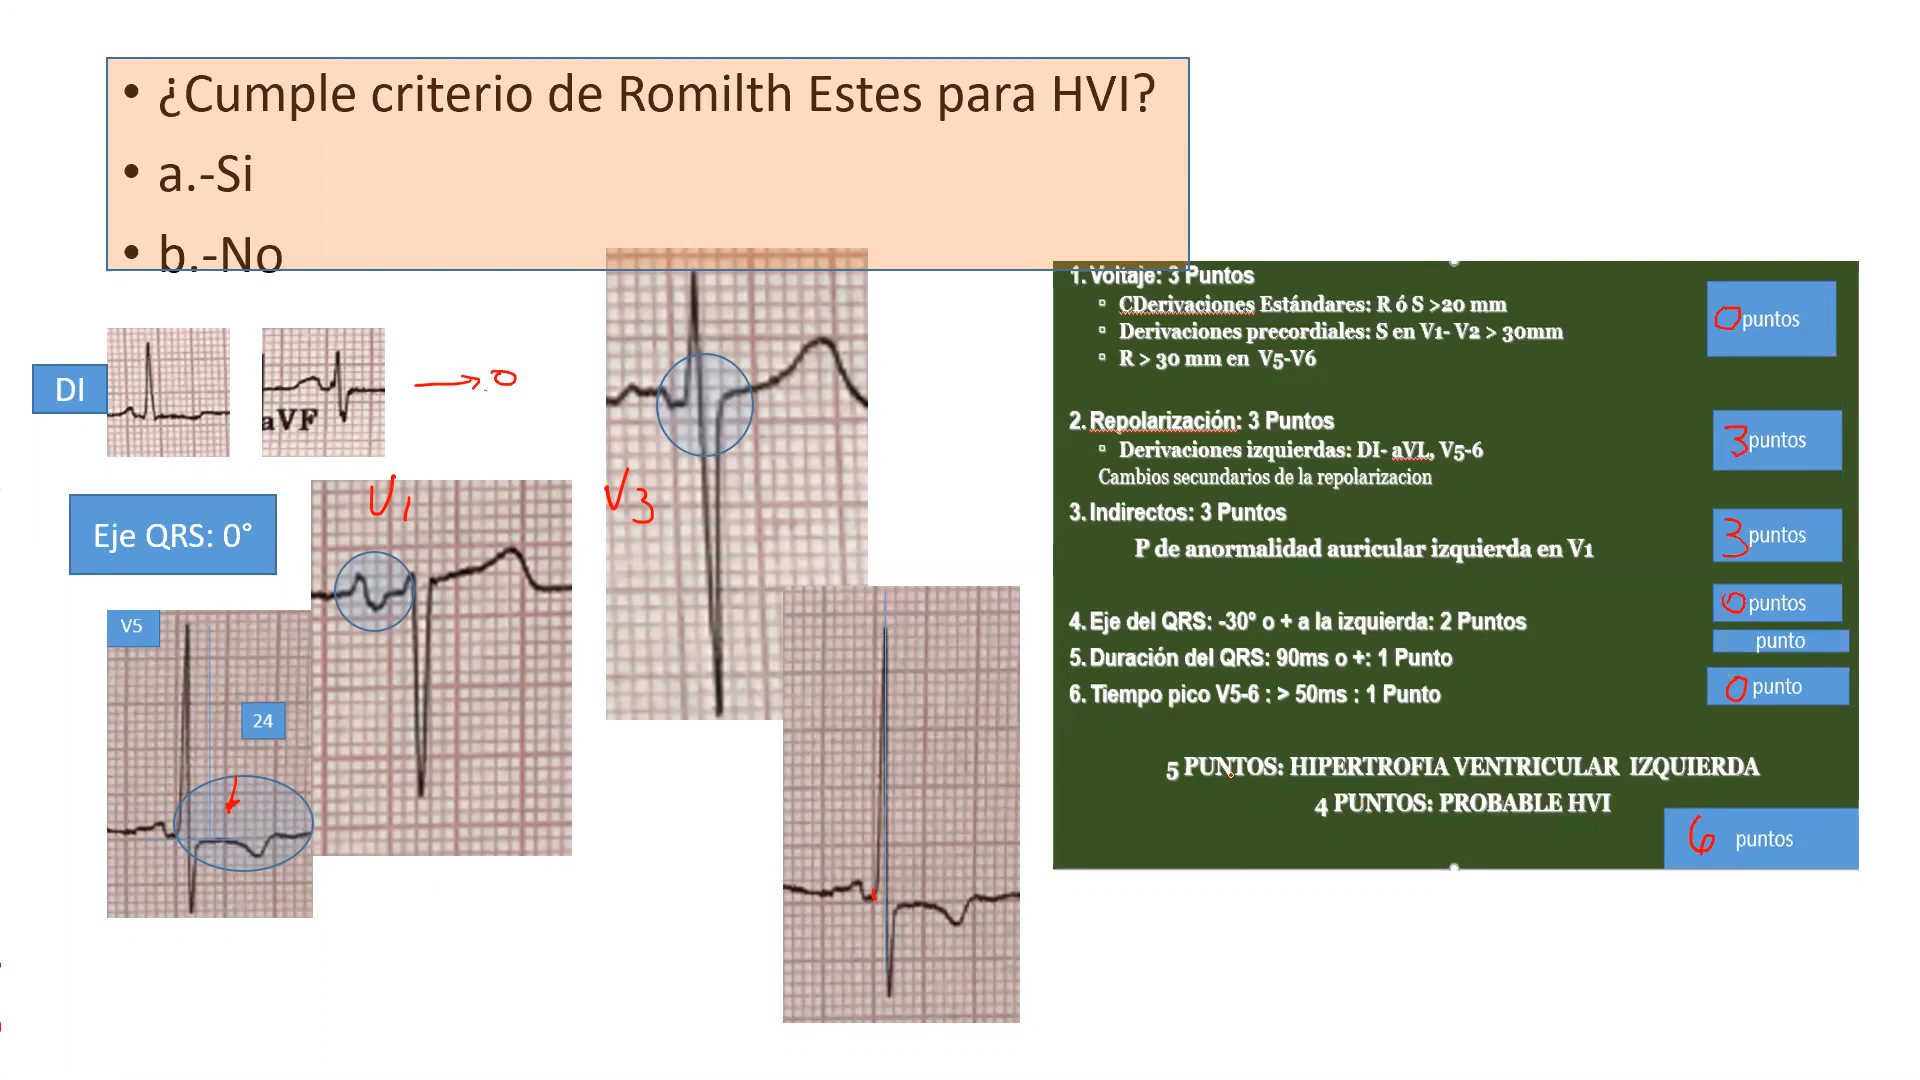 • ¿Cumple criterio de Romilth Estes para HVI?
• a.-Si
• b.-No
DI
aVF
0
Eje QRS: 0°
V1
V3
V5
24
1. Voltaje: 3 Puntos
CDerivaciones Estándares: R ó S >20 mm
Derivaciones precordiales: S en V1- V2 > 30mm
R > 30 mm en V5-V6
0 puntos
2. Repolarización: 3 Puntos
Derivaciones izquierdas: DI- aVL, V5-6
Cambios secundarios de la repolarizacion
3 puntos
3. Indirectos: 3 Puntos
P de anormalidad auricular izquierda en V1
3 puntos
4. Eje del QRS: -30º o + a la izquierda: 2 Puntos
0 puntos
5. Duración del QRS: 90ms o +: 1 Punto
punto
6. Tiempo pico V5-6 : > 50ms : 1 Punto
0 punto
5 PUNTOS: HIPERTROFIA VENTRICULAR IZQUIERDA
4 PUNTOS: PROBABLE HVI
6 puntos